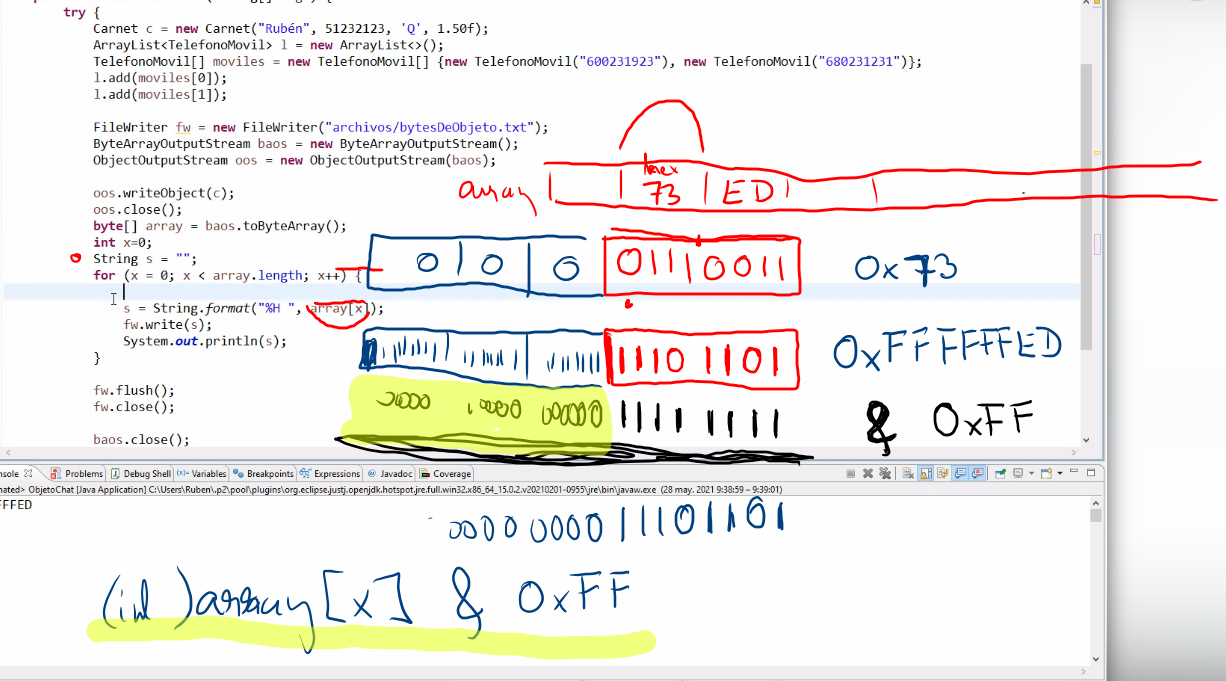 try {
Carnet c = new Carnet("Rubén", 51232123, 'Q', 1.50f);
ArrayList<TelefonoMovil> l = new ArrayList<>();
TelefonoMovil[] moviles = new TelefonoMovil[] {new TelefonoMovil("600231923"), new TelefonoMovil("680231231")};
l.add(moviles[0]);
l.add(moviles[1]);
FileWriter fw = new FileWriter("archivos/bytesDeObjeto.txt");
ByteArrayOutputStream baos = new ByteArrayOutputStream();
ObjectOutputStream oos = new ObjectOutputStream(baos);
hex
array 73 ED
oos.writeObject(c);
oos.close();
byte[] array = baos.toByteArray();
int x=0;
String s = "";
for (x = 0; x < array.length; x++) {
0 0 0 01110011 0x73
s = String.format("%H ", array[x]);
fw.write(s);
System.out.println(s);
}
11101101 0xFFFFFFED
fw.flush();
fw.close();
0000 0000 00000 1111 1111 & 0xFF
baos.close();
nsole Problems Debug Shell Variables Breakpoints Expressions Javadoc Coverage
nated> ObjetoChat [Java Application] C:\Users\Ruben\.p2\pool\plugins\org.eclipse.justj.openjdk.hotspot.jre.full.win32.x86_64_15.0.2.v20210201-0955\jre\bin\javaw.exe (28 may. 2021 9:38:59 – 9:39:01)
FFFED
0000 0000 11101101
(int)array[x] & 0xFF